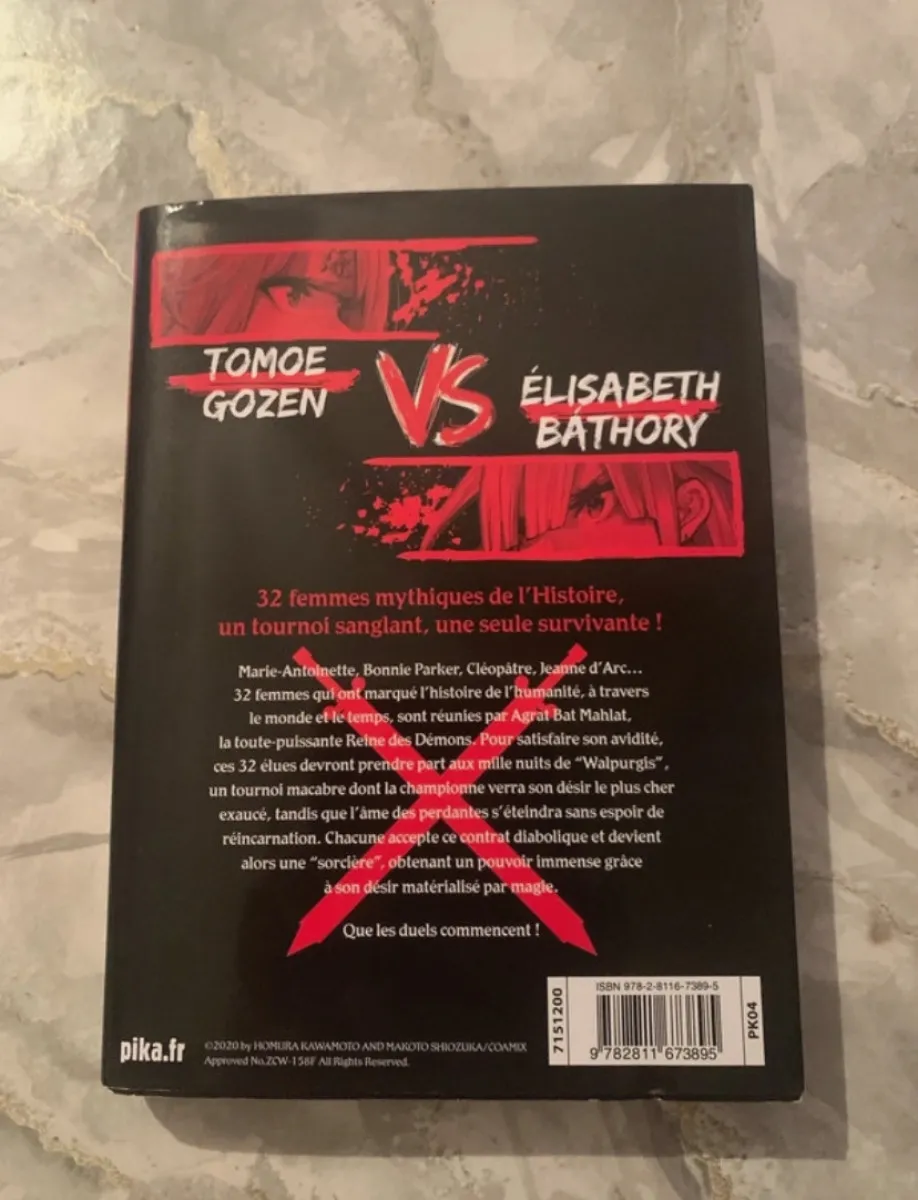 TOMOE
GOZEN
VS
ÉLISABETH
BÁTHORY
32 femmes mythiques de l'Histoire,
un tournoi sanglant, une seule survivante !
Marie-Antoinette, Bonnie Parker, Cléopâtre, Jeanne d'Arc...
32 femmes qui ont marqué l'histoire de l'humanité, à travers
le monde et le temps, sont réunies par Agrat Bat Mahlat,
la toute-puissante Reine des Démons. Pour satisfaire son avidité,
ces 32 élues devront prendre part aux mille nuits de "Walpurgis",
un tournoi macabre dont la championne verra son désir le plus cher
exaucé, tandis que l'âme des perdantes s'éteindra sans espoir de
réincarnation. Chacune accepte ce contrat diabolique et devient
alors une "sorcière", obtenant un pouvoir immense grâce
à son désir matérialisé par magie.
Que les duels commencent !
pika.fr
©2020 by HOMURA KAWAMOTO AND MAKOTO SHIOZUKA/COAMIX
Approved No.ZCW-158F All Rights Reserved.
7151200
ISBN 978-2-8116-7389-5
9 782811 673895
PK04